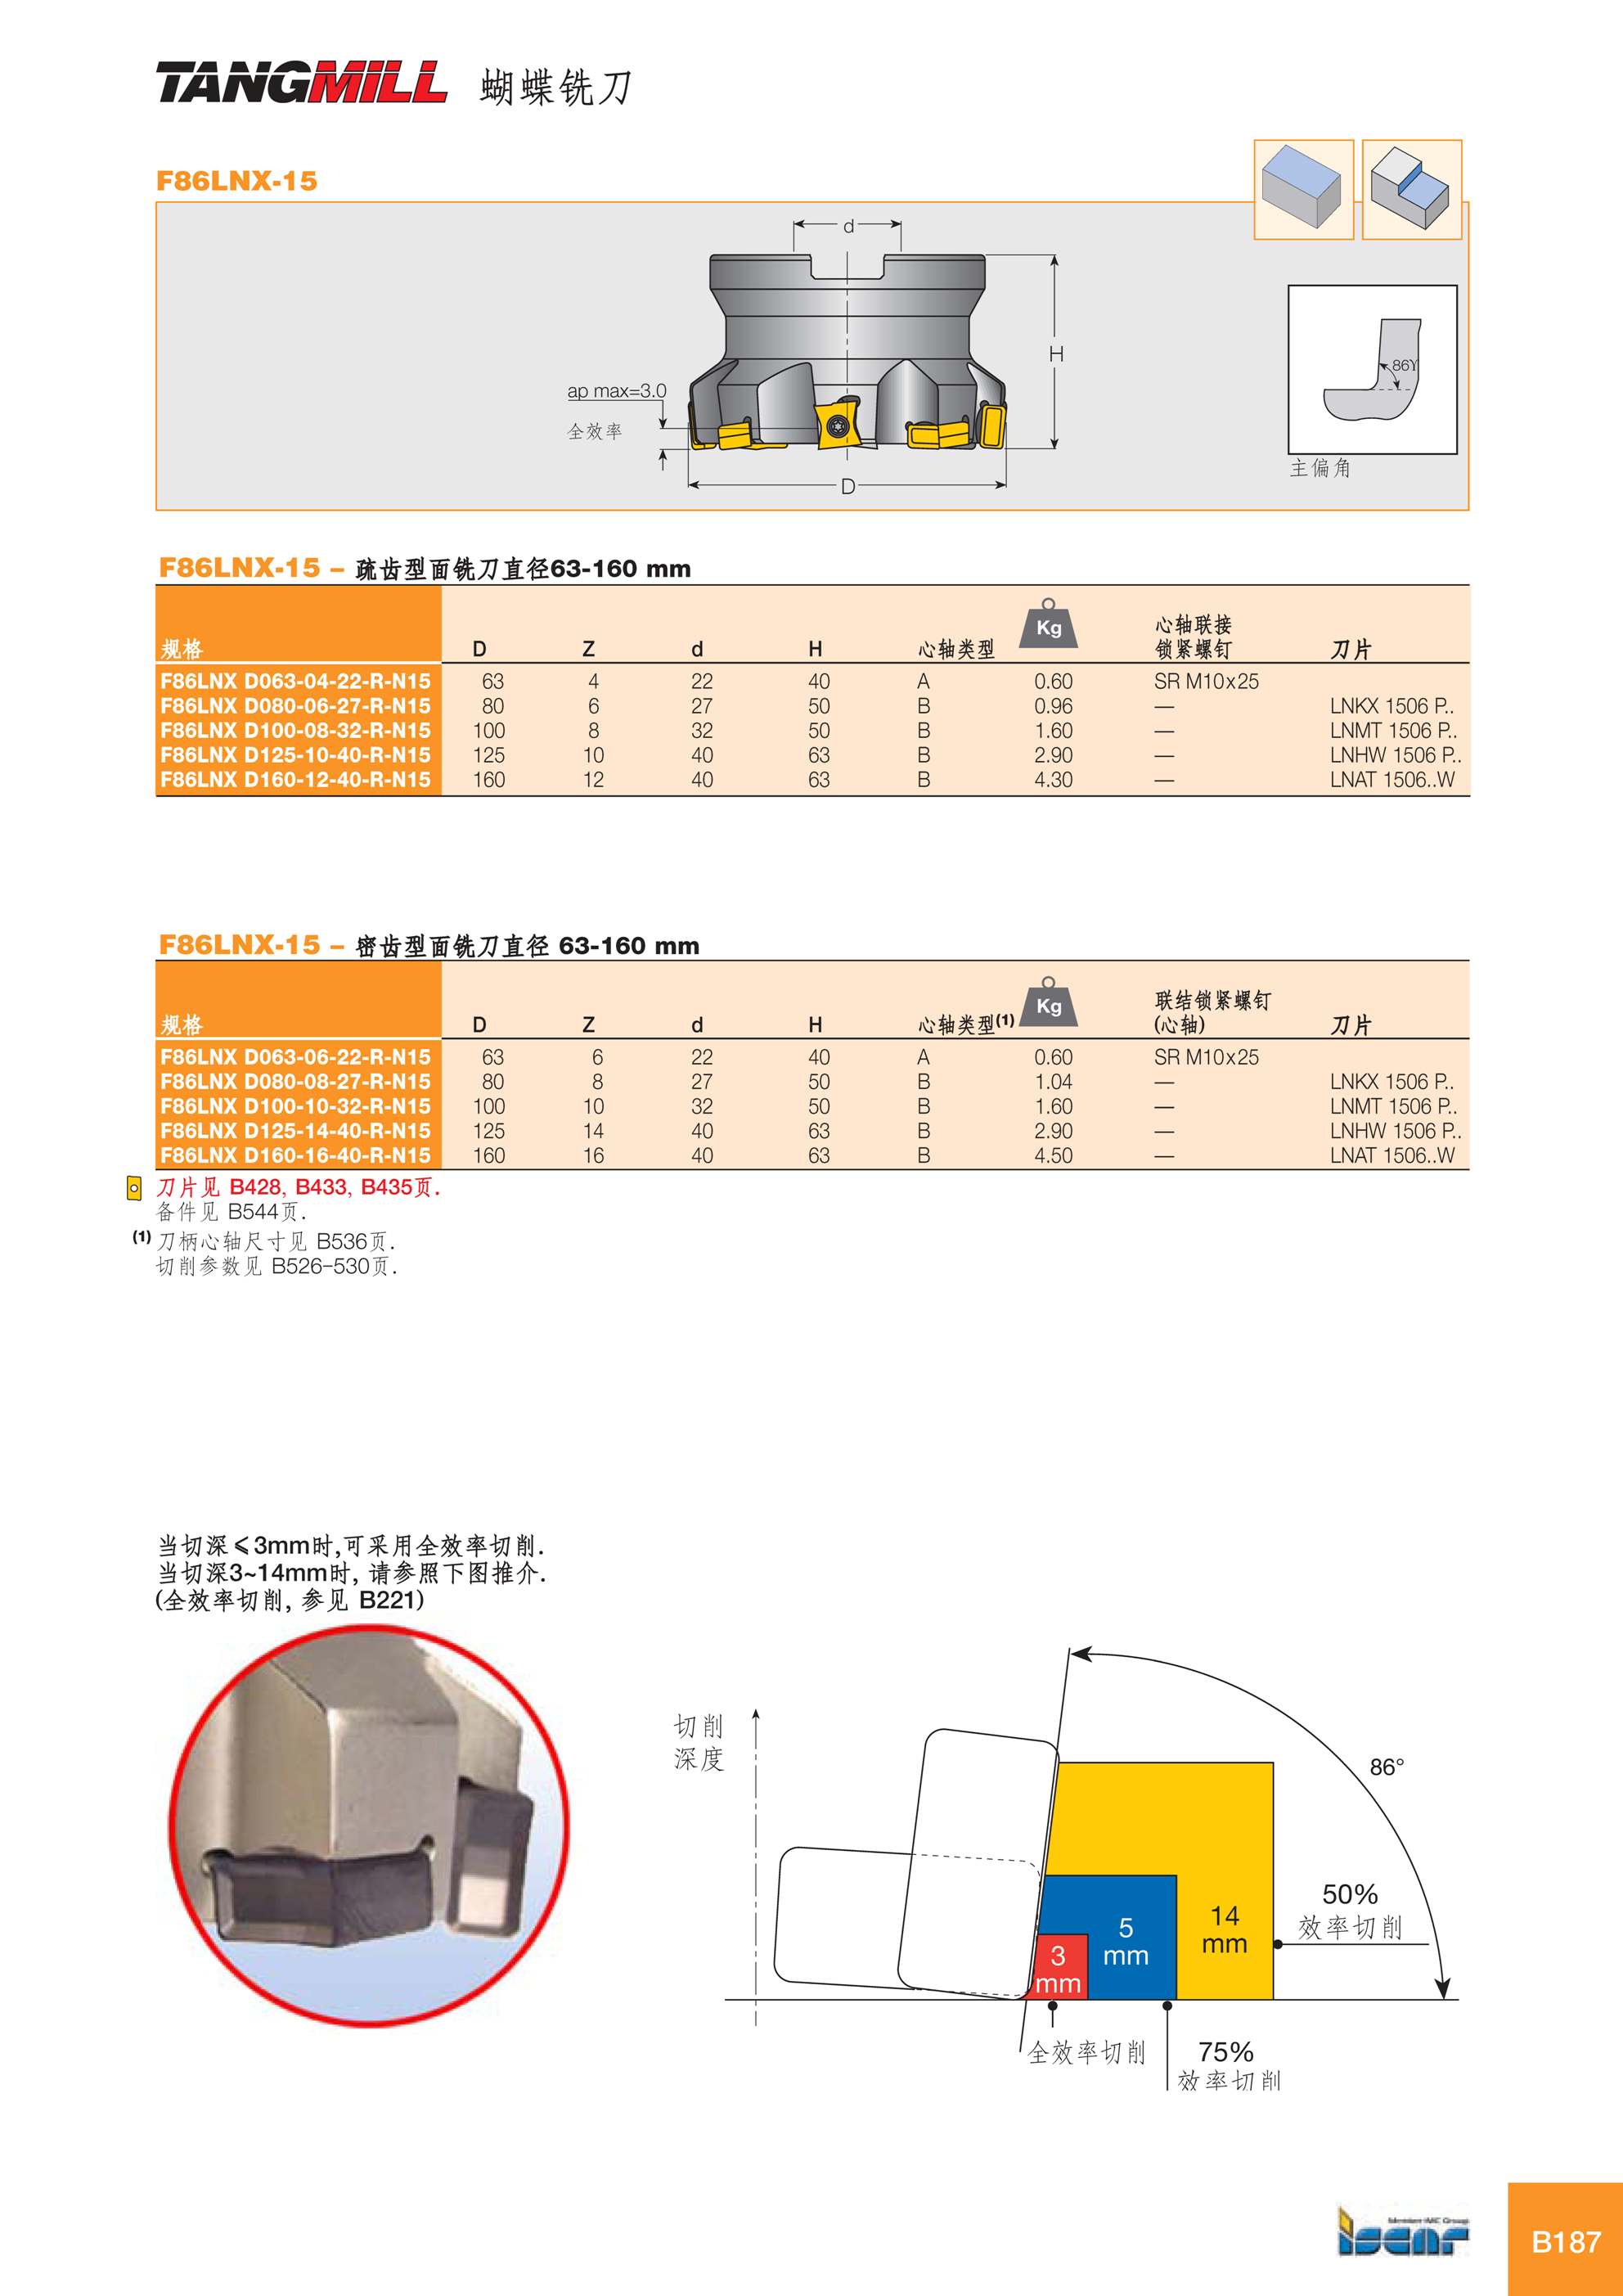 TANGMILL 蝴蝶铣刀
F86LNX-15
d
H
ap max=3.0
全效率
D
86Y
主偏角
F86LNX-15 – 疏齿型面铣刀直径63-160 mm
规格 D Z d H 心轴类型 Kg 心轴联接锁紧螺钉 刀片
F86LNX D063-04-22-R-N15 63 4 22 40 A 0.60 SR M10x25
F86LNX D080-06-27-R-N15 80 6 27 50 B 0.96 — LNKX 1506 P..
F86LNX D100-08-32-R-N15 100 8 32 50 B 1.60 — LNMT 1506 P..
F86LNX D125-10-40-R-N15 125 10 40 63 B 2.90 — LNHW 1506 P..
F86LNX D160-12-40-R-N15 160 12 40 63 B 4.30 — LNAT 1506..W
F86LNX-15 – 密齿型面铣刀直径 63-160 mm
规格 D Z d H 心轴类型(1) Kg 联结锁紧螺钉(心轴) 刀片
F86LNX D063-06-22-R-N15 63 6 22 40 A 0.60 SR M10x25
F86LNX D080-08-27-R-N15 80 8 27 50 B 1.04 — LNKX 1506 P..
F86LNX D100-10-32-R-N15 100 10 32 50 B 1.60 — LNMT 1506 P..
F86LNX D125-14-40-R-N15 125 14 40 63 B 2.90 — LNHW 1506 P..
F86LNX D160-16-40-R-N15 160 16 40 63 B 4.50 — LNAT 1506..W
刀片见 B428, B433, B435页.
备件见 B544页.
(1) 刀柄心轴尺寸见 B536页.
切削参数见 B526-530页.
当切深≤3mm时,可采用全效率切削.
当切深3~14mm时, 请参照下图推介.
(全效率切削, 参见 B221)
切削
深度
86°
50%
效率切削
14
mm
5
mm
3
mm
全效率切削
75%
效率切削
Member IMC Group
iscar
B187